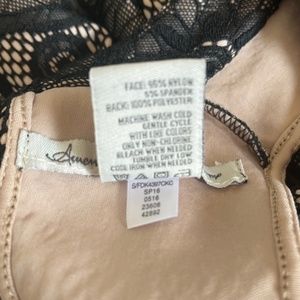 FACE: 95% NYLON
5% SPANDEX
BACK: 100% POLYESTER
MACHINE WASH COLD
GENTLE CYCLE
WITH LIKE COLORS
ONLY NON-CHLORINE
BLEACH WHEN NEEDED
TUMBLE DRY LOW
COOL IRON WHEN NEEDED
SP16
0516
23608
42892